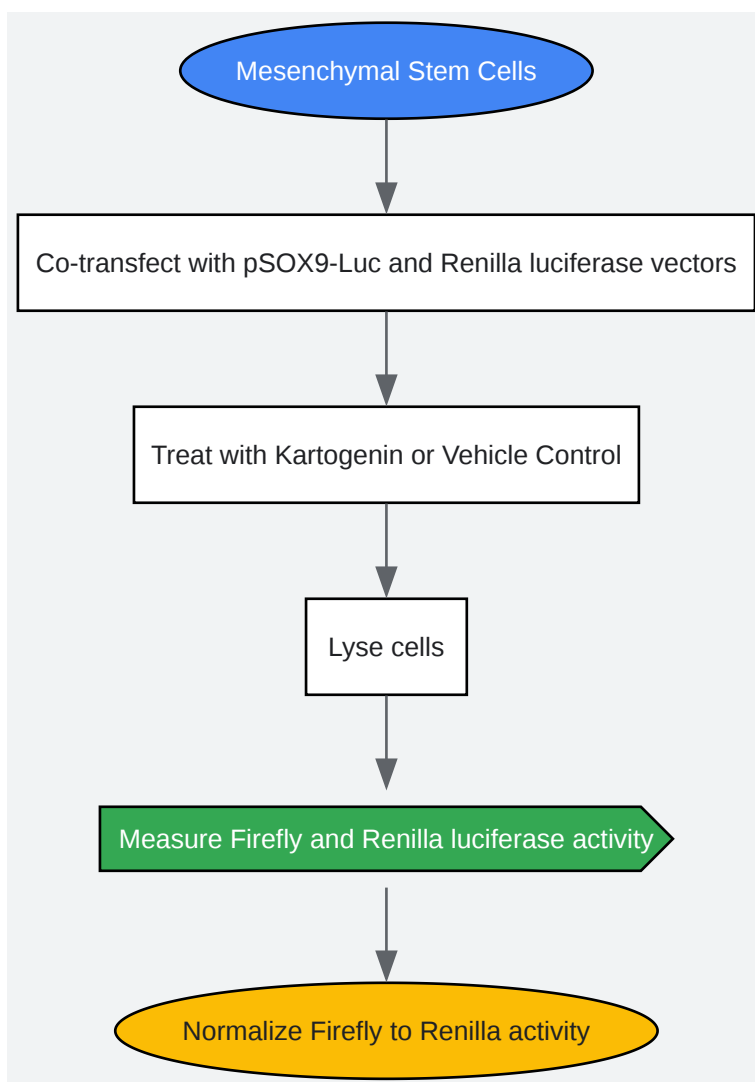 Mesenchymal Stem Cells
Co-transfect with pSOX9-Luc and Renilla luciferase vectors
Treat with Kartogenin or Vehicle Control
Lyse cells
Measure Firefly and Renilla luciferase activity
Normalize Firefly to Renilla activity